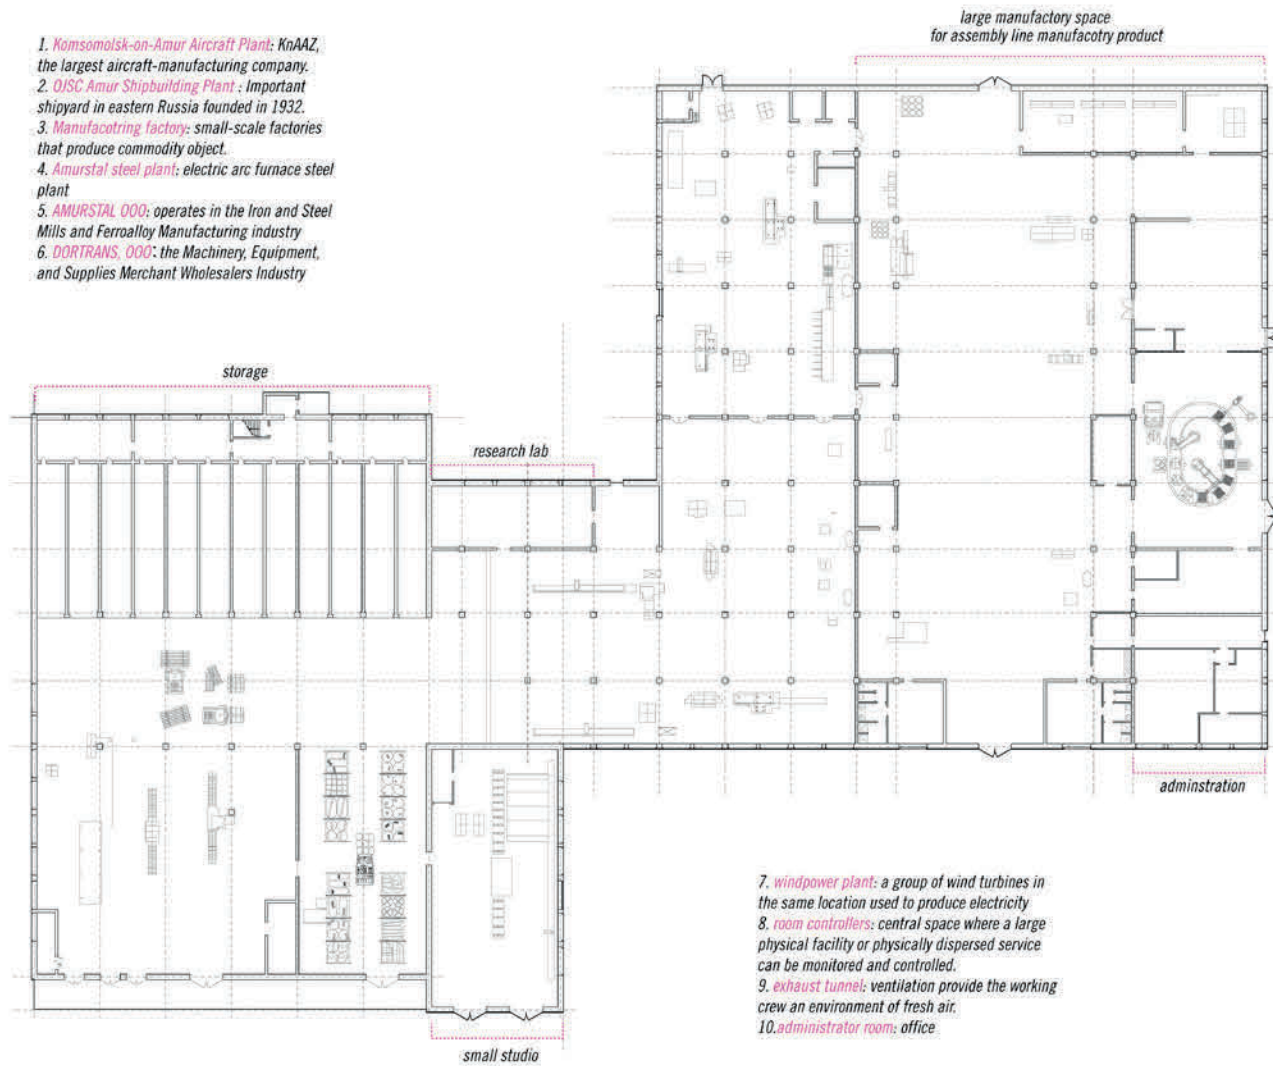 large manufactory space
for assembly line manufacotry product
1. Komsomolsk-on-Amur Aircraft Plant: KnAAZ,
the largest aircraft-manufacturing company.
2. OJSC Amur Shipbuilding Plant : Important
shipyard in eastern Russia founded in 1932.
3. Manufacotring factory: small-scale factories
that produce commodity object.
4. Amurstal steel plant: electric arc furnace steel
plant
5. AMURSTAL OOO: operates in the Iron and Steel
Mills and Ferroalloy Manufacturing industry
6. DORTRANS, OOO: the Machinery, Equipment,
and Supplies Merchant Wholesalers Industry
storage
research lab
adminstration
7. windpower plant: a group of wind turbines in
the same location used to produce electricity
8. room controllers: central space where a large
physical facility or physically dispersed service
can be monitored and controlled.
9. exhaust tunnel: ventilation provide the working
crew an environment of fresh air.
10.administrator room: office
small studio